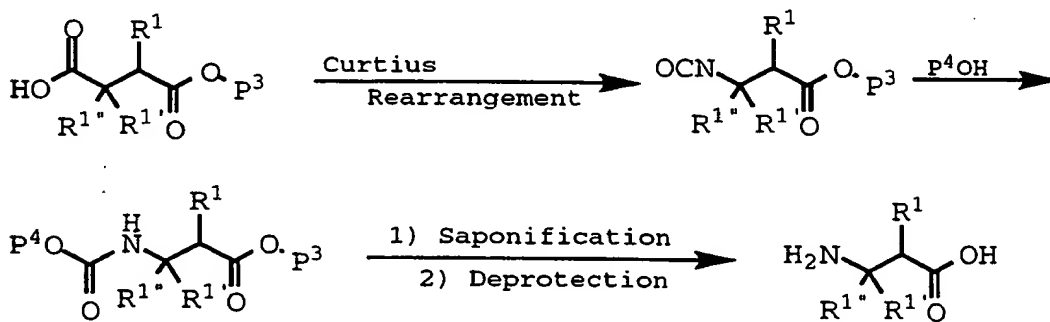 O R¹ HO O P³ R¹" R¹' O
Curtius
Rearrangement
R¹ OCN O P³ R¹" R¹' O
P⁴OH
P⁴ O H N R¹ O P³ O R¹" R¹' O
1) Saponification
2) Deprotection
R¹ H₂N OH R¹" R¹' O